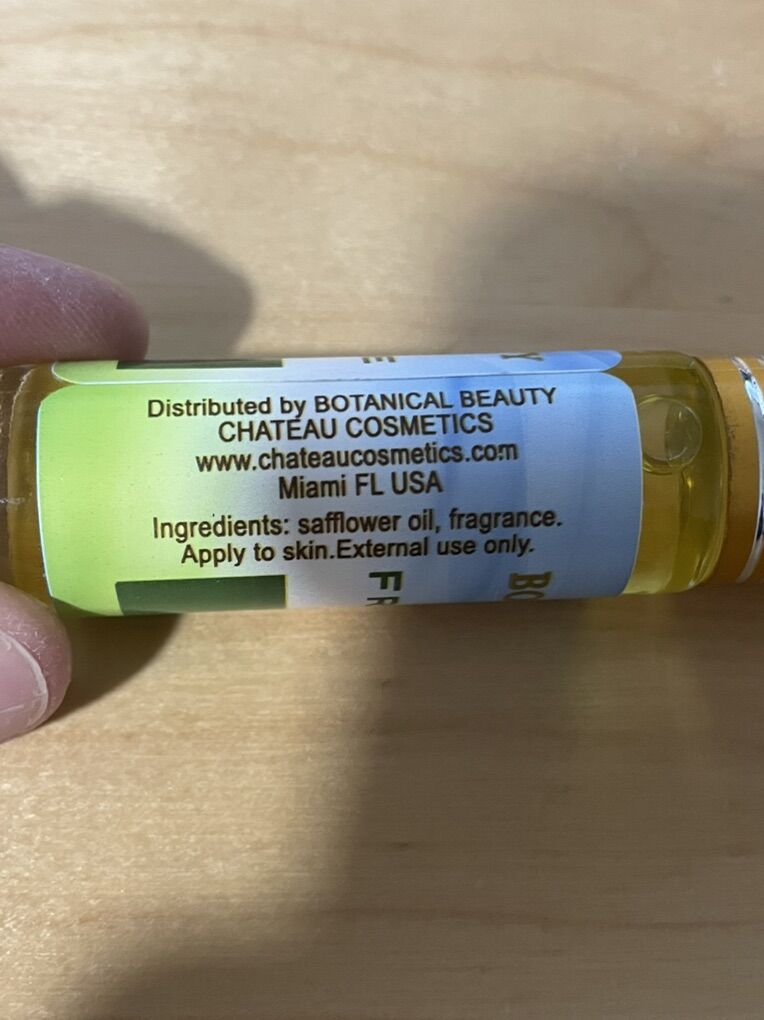 Distributed by BOTANICAL BEAUTY
CHATEAU COSMETICS
www.chateaucosmetics.com
Miami FL USA
Ingredients: safflower oil, fragrance.
Apply to skin.External use only.